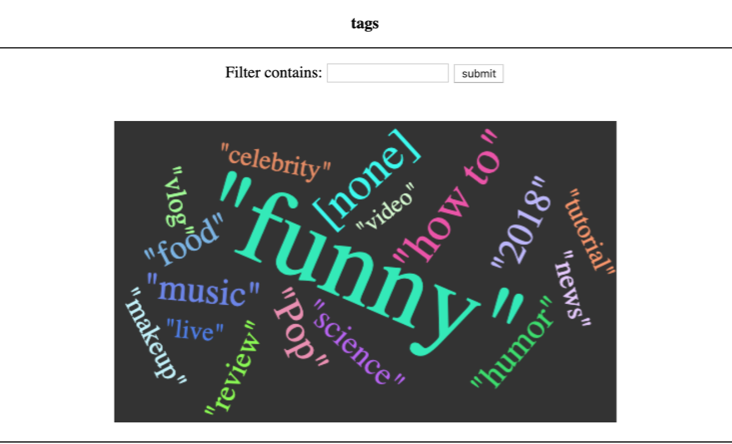 tags
Filter contains:
submit
"celebrity"
[none]
"how to"
"vlog"
"video"
"2018"
"tutorial"
"food"
"funny"
"music"
"news"
"makeup"
"live"
"Pop"
"science"
"review"
"humor"